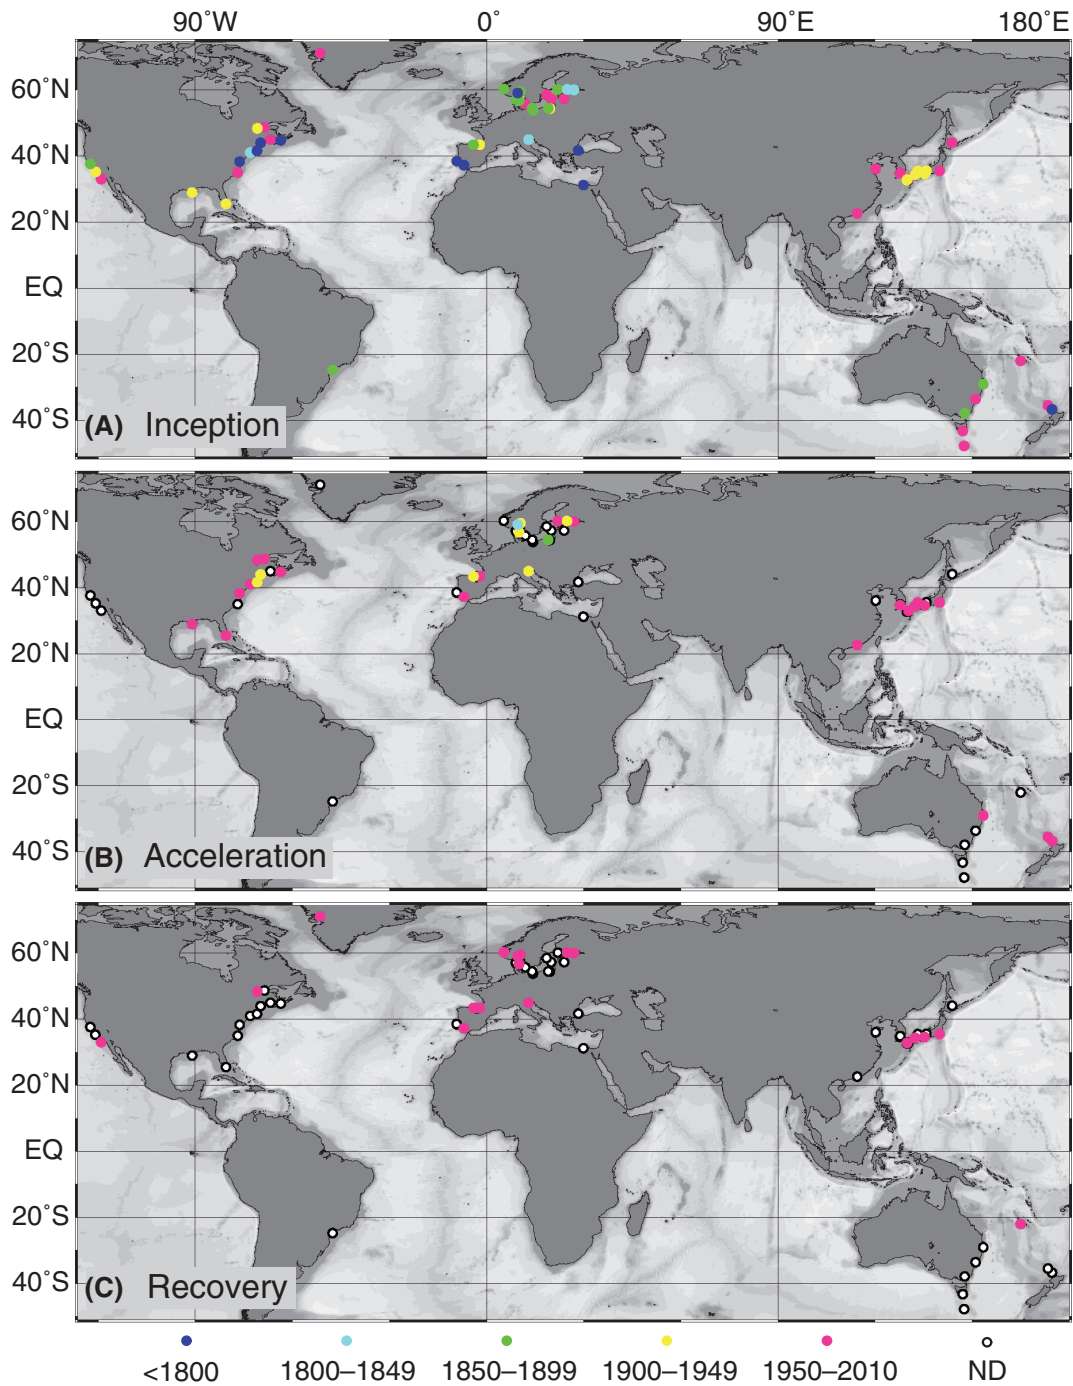 90˚W 0˚ 90˚E 180˚E
60˚N
40˚N
20˚N
EQ
20˚S
40˚S
(A) Inception
60˚N
40˚N
20˚N
EQ
20˚S
40˚S
(B) Acceleration
60˚N
40˚N
20˚N
EQ
20˚S
40˚S
(C) Recovery
<1800 1800–1849 1850–1899 1900–1949 1950–2010 ND